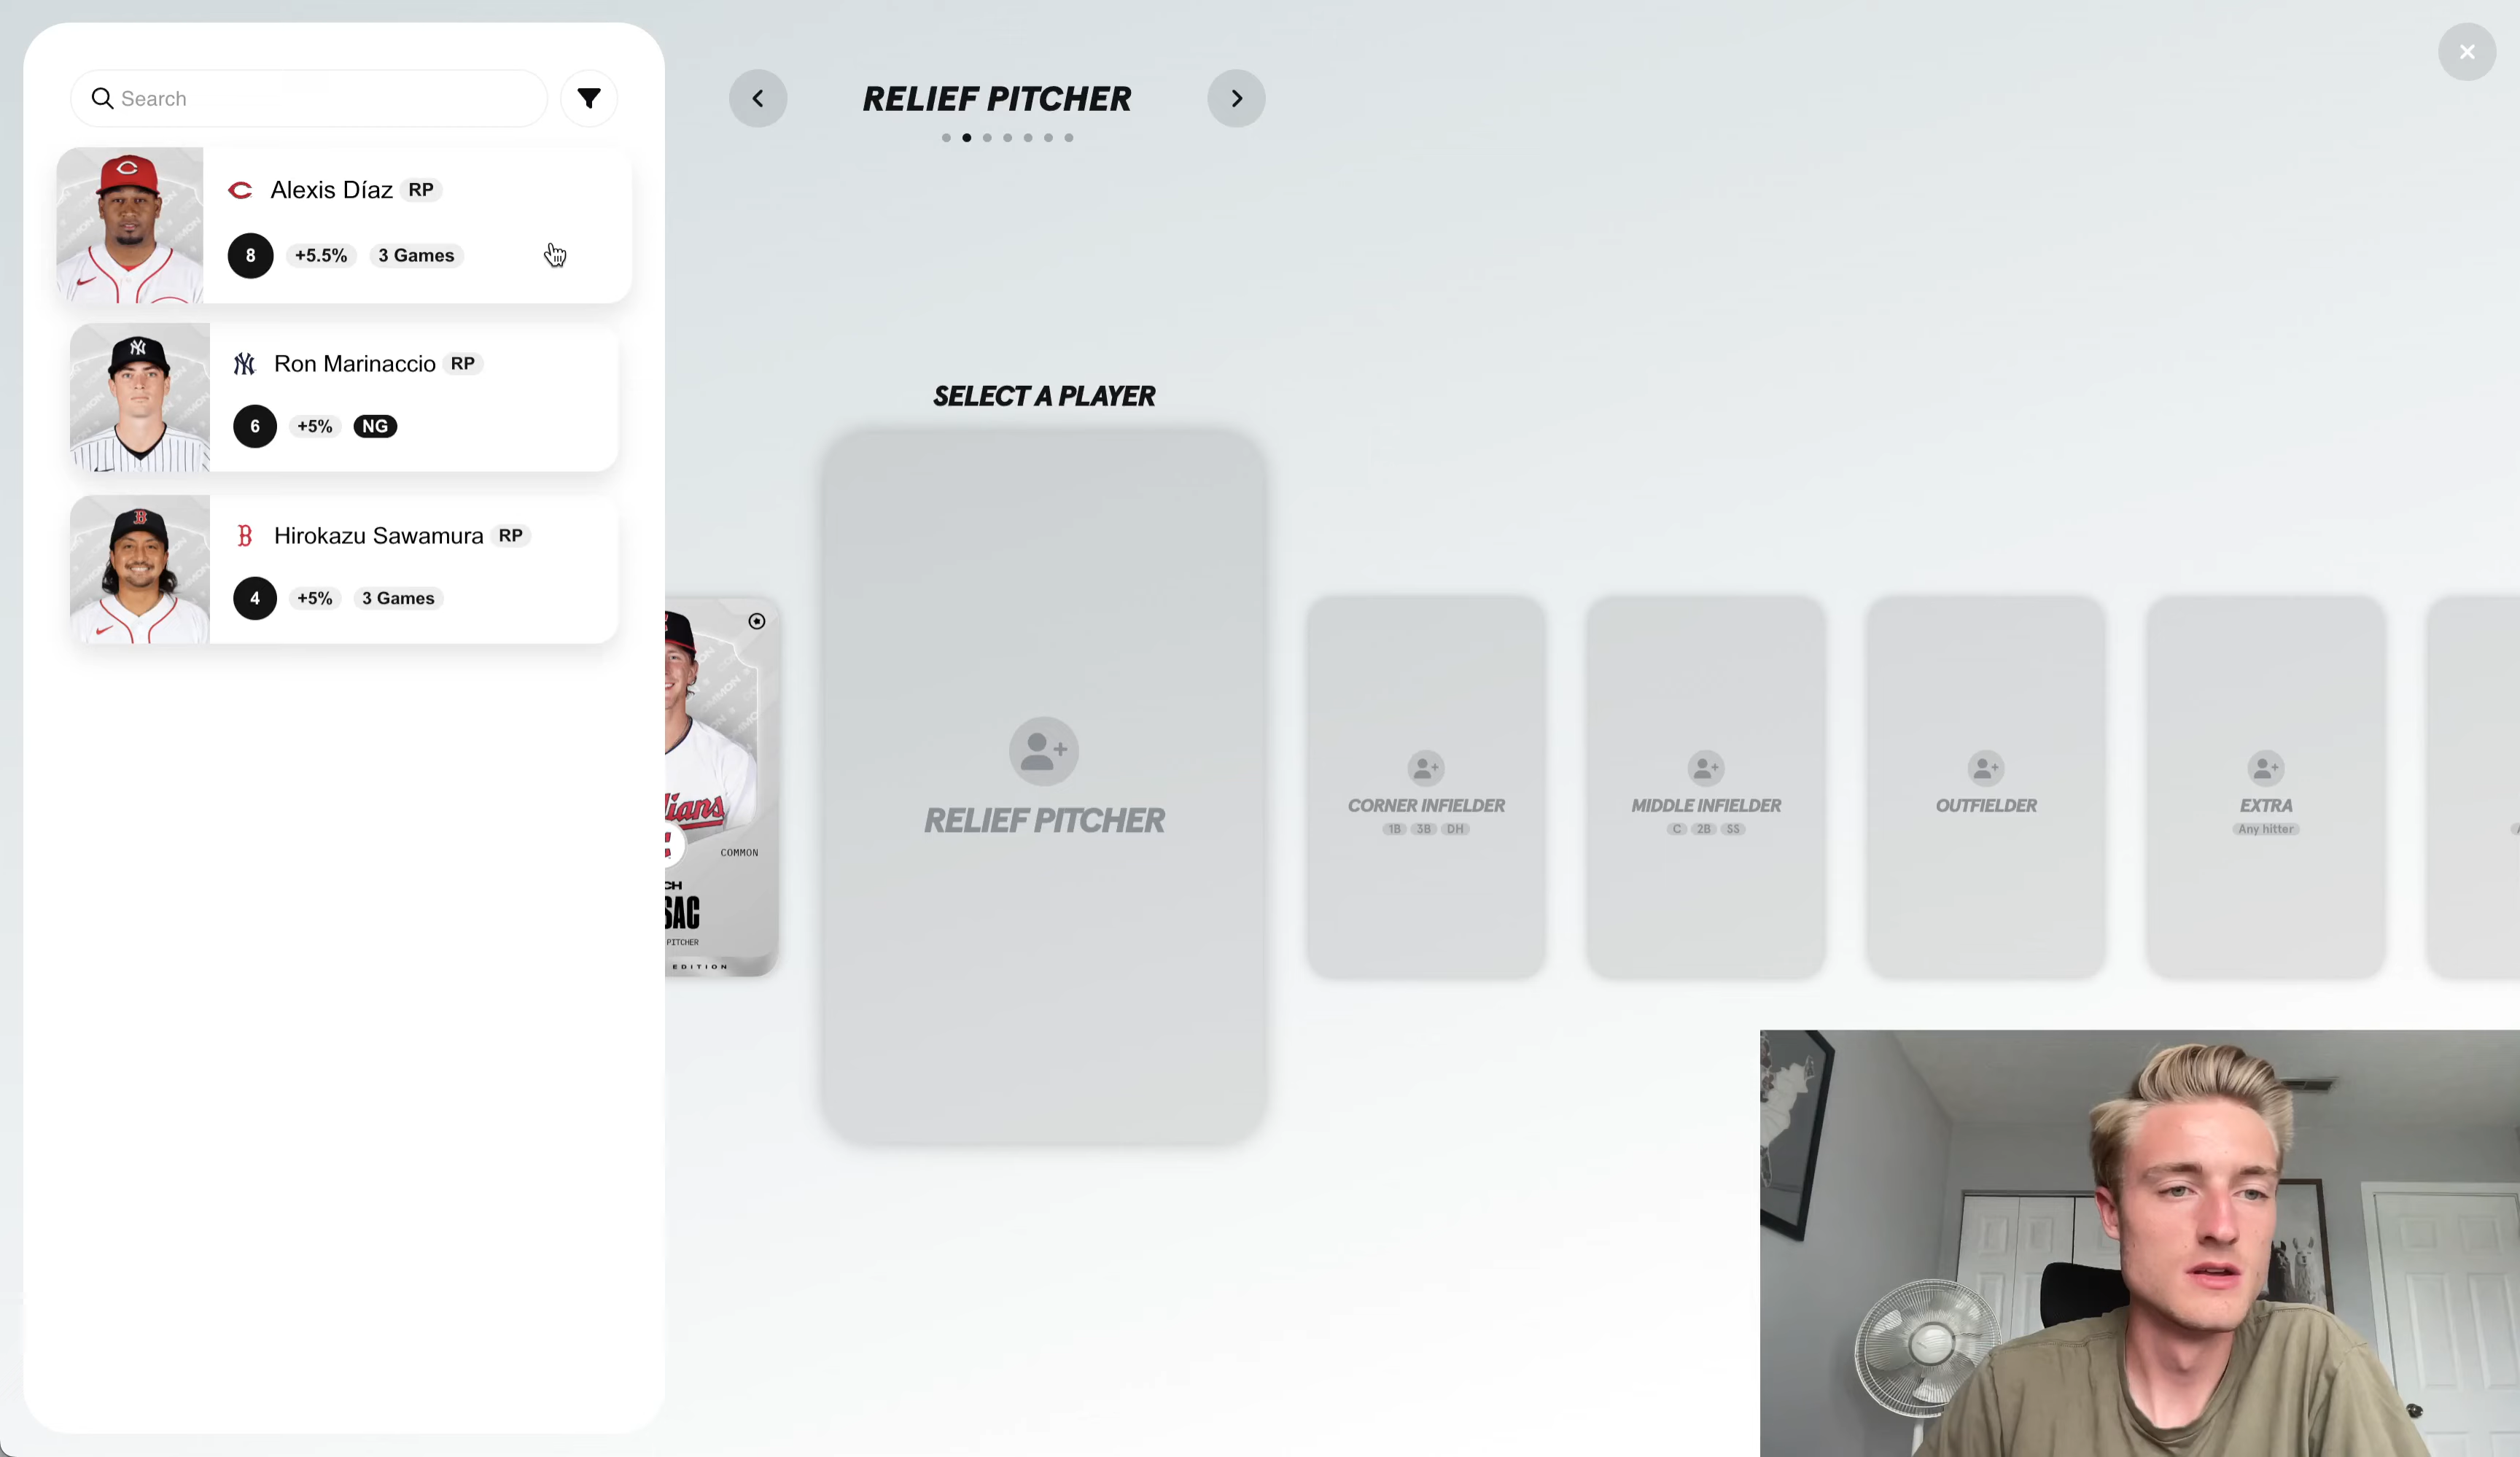 Search
RELIEF PITCHER
Alexis Díaz RP
8 +5.5% 3 Games
Ron Marinaccio RP
6 +5% NG
Hirokazu Sawamura RP
4 +5% 3 Games
SELECT A PLAYER
COMMON
PITCHER
EDITION
RELIEF PITCHER
CORNER INFIELDER
1B 3B DH
MIDDLE INFIELDER
C 2B SS
OUTFIELDER
EXTRA
Any hitter